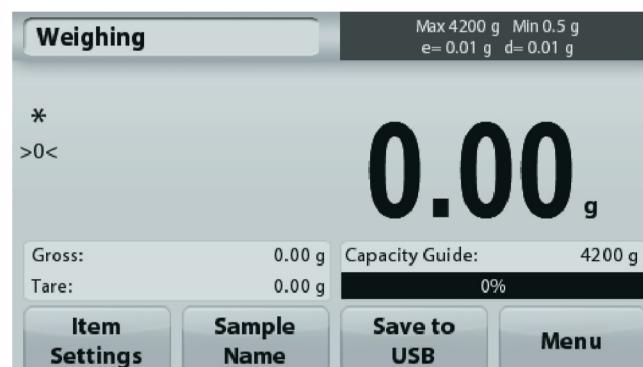 Weighing
Max 4200 g Min 0.5 g
e= 0.01 g d= 0.01 g
*
>0<
0.00 g
Gross: 0.00 g
Tare: 0.00 g
Capacity Guide: 4200 g
0%
Item
Settings
Sample
Name
Save to
USB
Menu